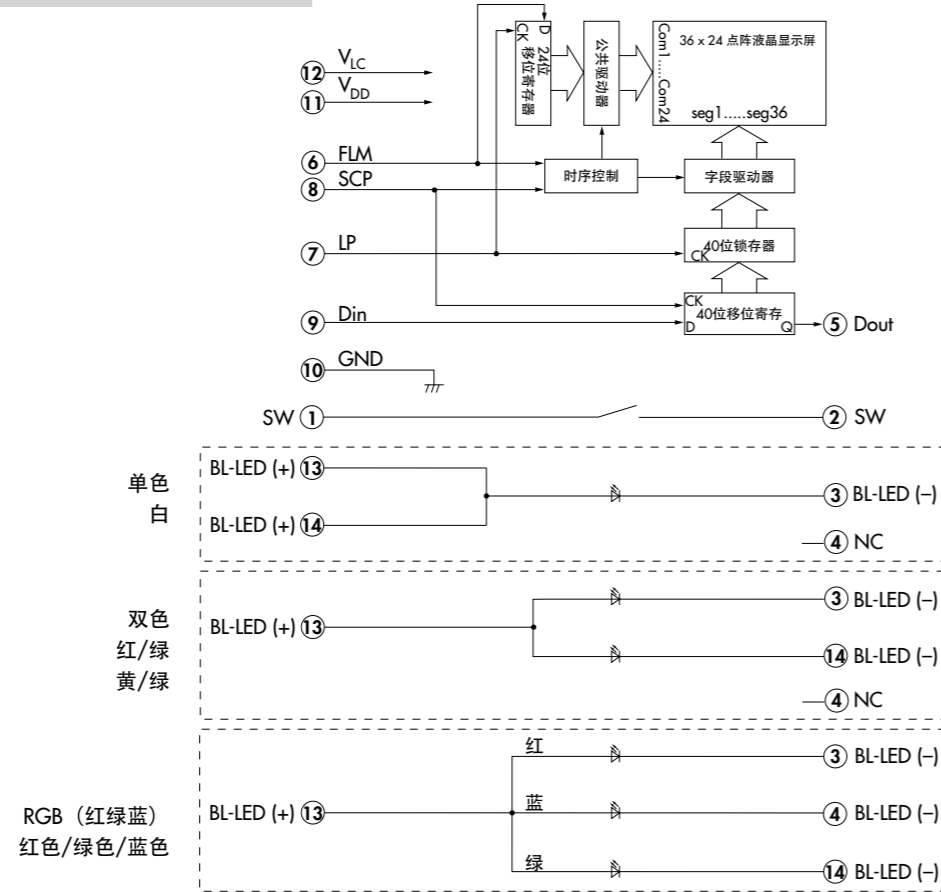 12 VLC
11 VDD
6 FLM
8 SCP
7 LP
9 Din
10 GND
D
CK
24位
移位寄存器
公共驱动器
Com1.....Com24
36 x 24 点阵液晶显示屏
seg1.....seg36
时序控制
字段驱动器
40位锁存器
CK
CK
40位移位寄存
D
Q
5 Dout
SW 1
2 SW
单色
白
BL-LED (+) 13
BL-LED (+) 14
3 BL-LED (–)
4 NC
双色
红/绿
黄/绿
BL-LED (+) 13
3 BL-LED (–)
14 BL-LED (–)
4 NC
RGB（红绿蓝）
红色/绿色/蓝色
BL-LED (+) 13
红
3 BL-LED (–)
蓝
4 BL-LED (–)
绿
14 BL-LED (–)